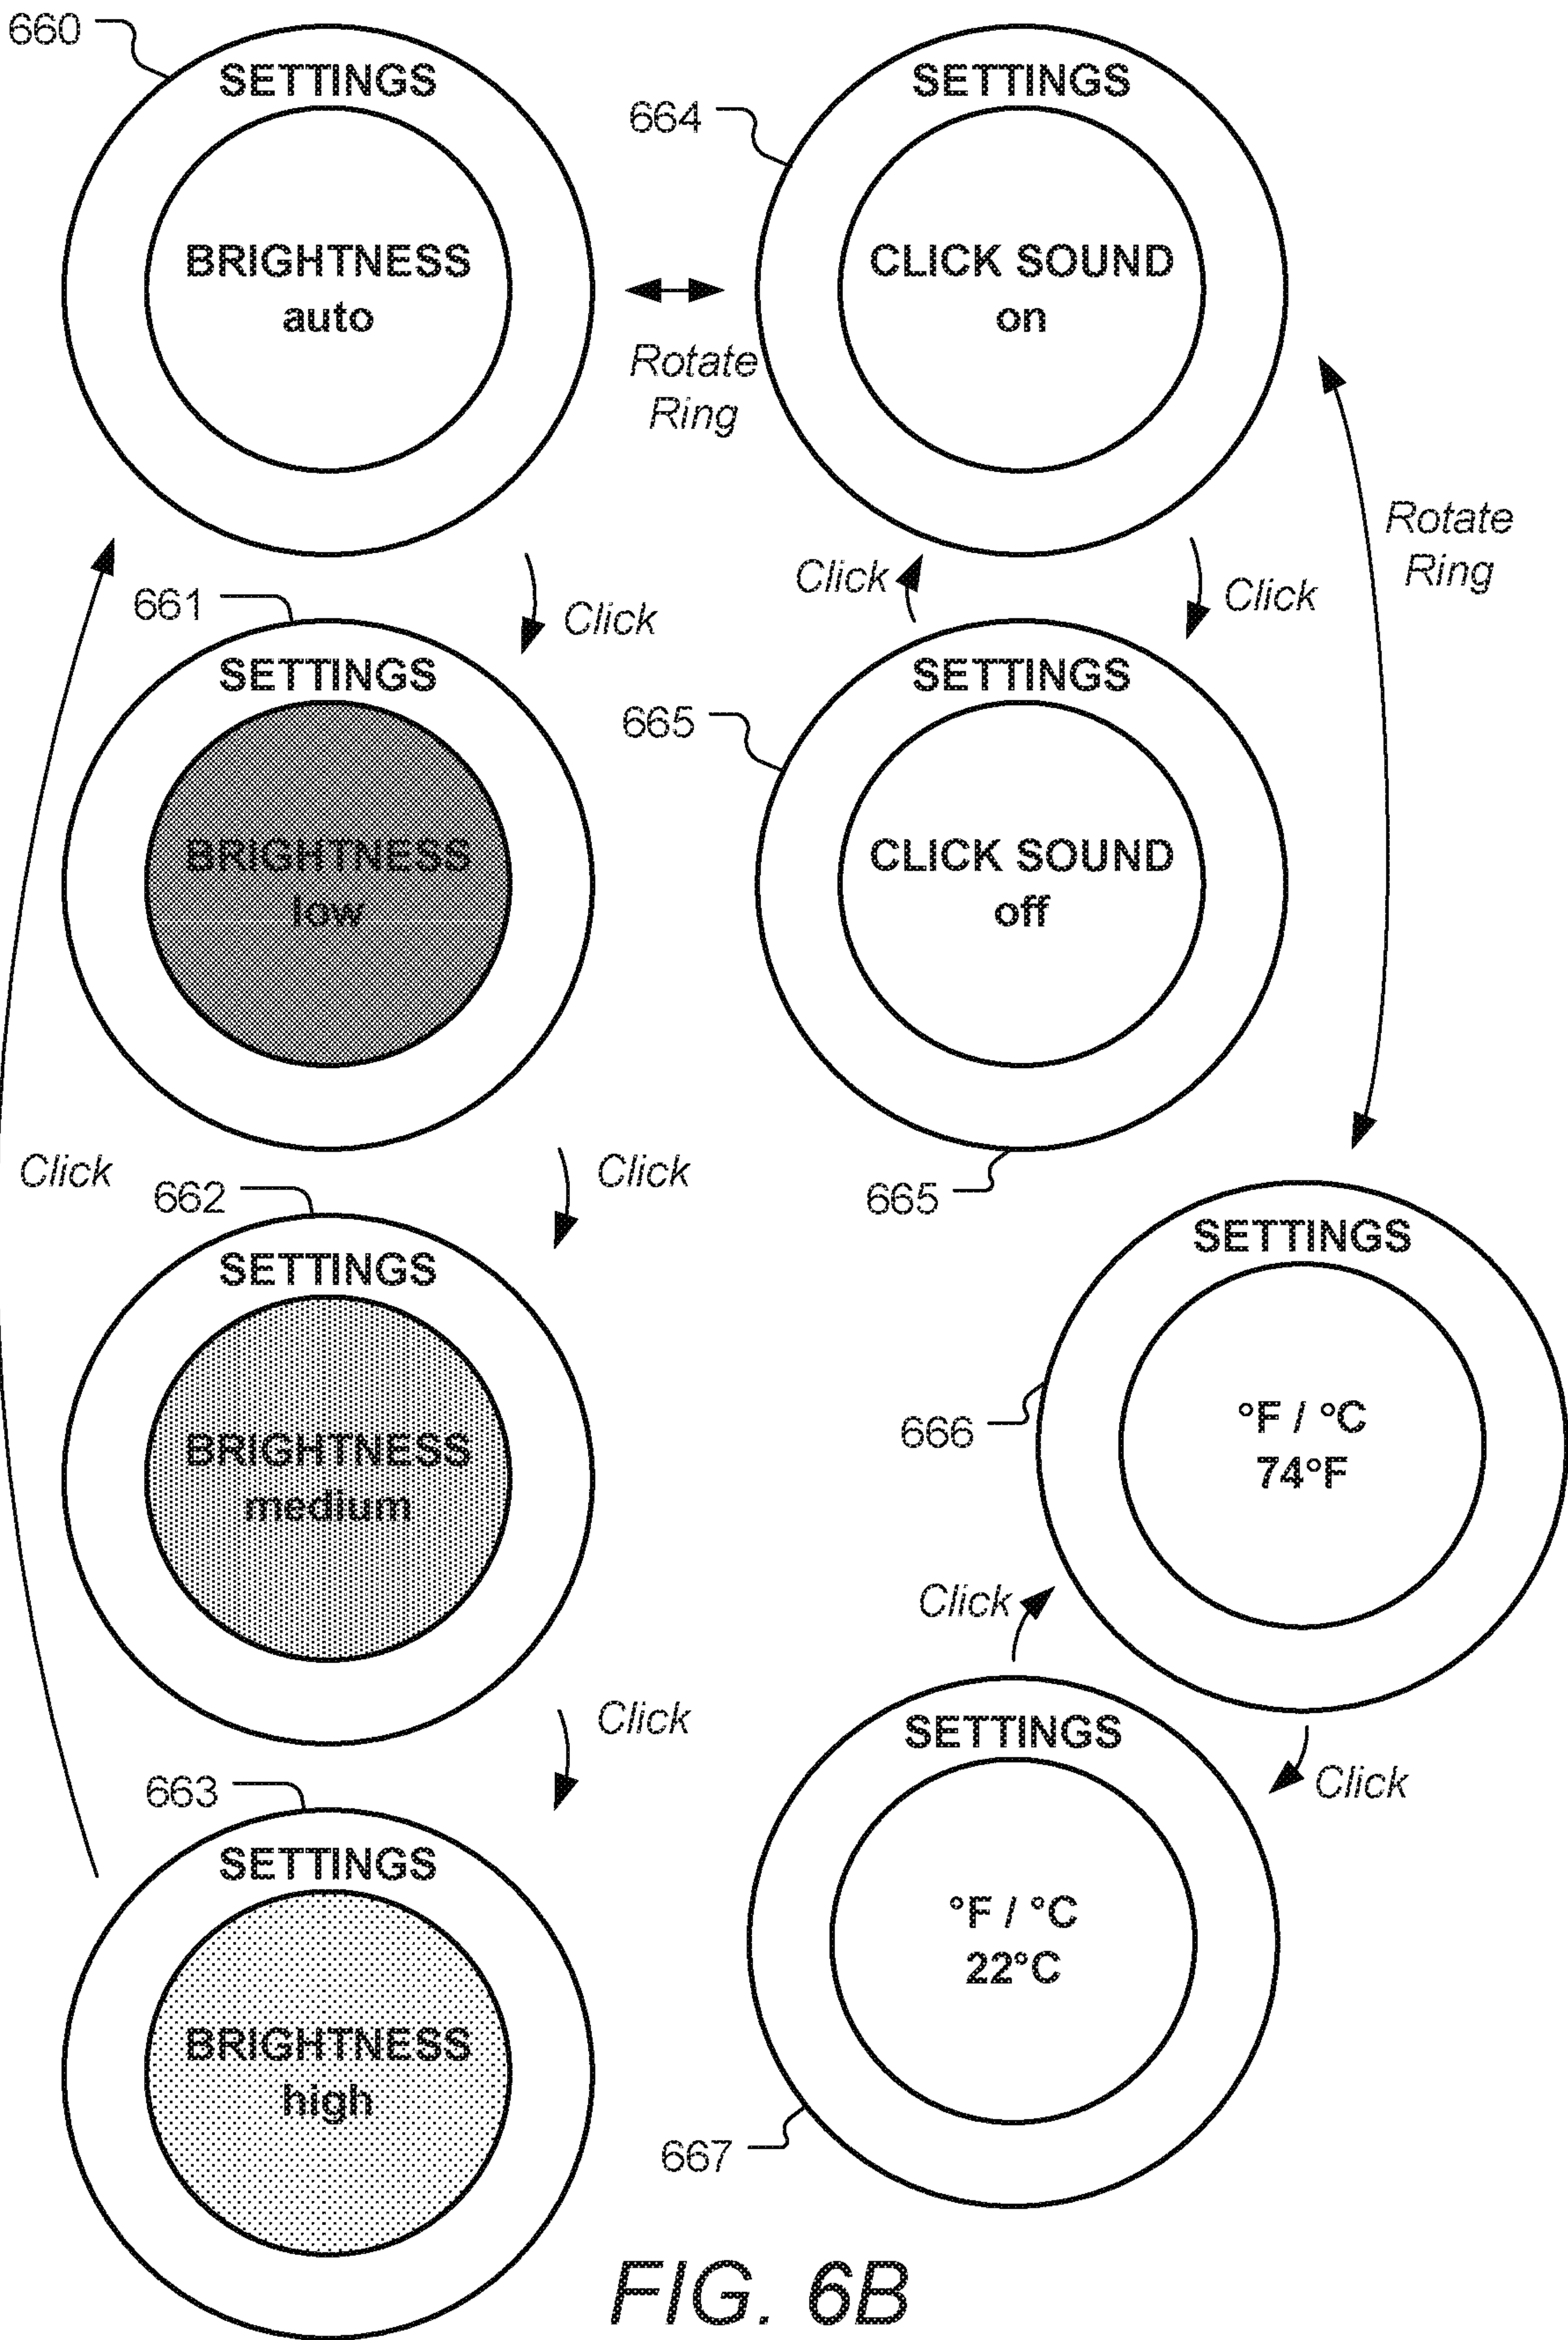 660
SETTINGS
BRIGHTNESS
auto
Rotate
Ring
664
SETTINGS
CLICK SOUND
on
Rotate
Ring
Click
661
SETTINGS
BRIGHTNESS
low
Click
Click
665
SETTINGS
CLICK SOUND
off
665
Click
Click
662
SETTINGS
BRIGHTNESS
medium
666
SETTINGS
°F / °C
74°F
Click
663
SETTINGS
BRIGHTNESS
high
Click
Click
667
SETTINGS
°F / °C
22°C
FIG. 6B